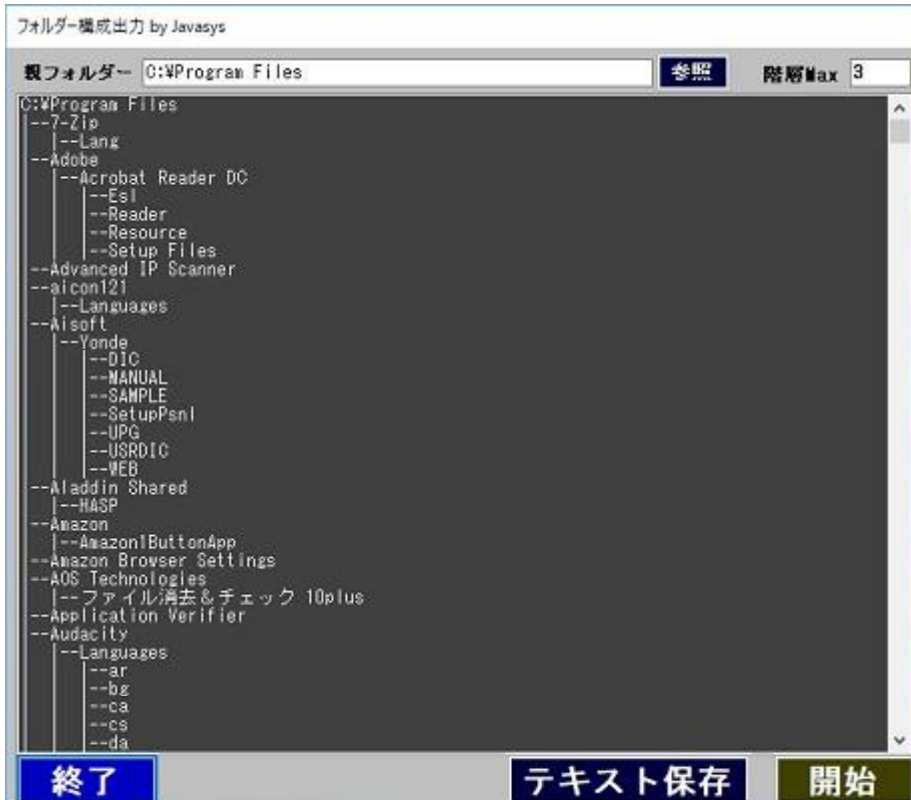 フォルダー構成出力 by Javasys
親フォルダー C:¥Program Files 参照 階層Max 3
C:¥Program Files
|--7-Zip
| |--Lang
|--Adobe
| |--Acrobat Reader DC
| | |--Esl
| | |--Reader
| | |--Resource
| | |--Setup Files
|--Advanced IP Scanner
|--aicon121
| |--Languages
|--Aisoft
| |--Yonde
| | |--DIC
| | |--MANUAL
| | |--SAMPLE
| | |--SetupPsnl
| | |--UPG
| | |--USRDIC
| | |--WEB
|--Aladdin Shared
| |--HASP
|--Amazon
| |--Amazon1ButtonApp
|--Amazon Browser Settings
|--AOS Technologies
| |--ファイル消去＆チェック 10plus
|--Application Verifier
|--Audacity
| |--Languages
| | |--ar
| | |--bg
| | |--ca
| | |--cs
| | |--da
終了 テキスト保存 開始